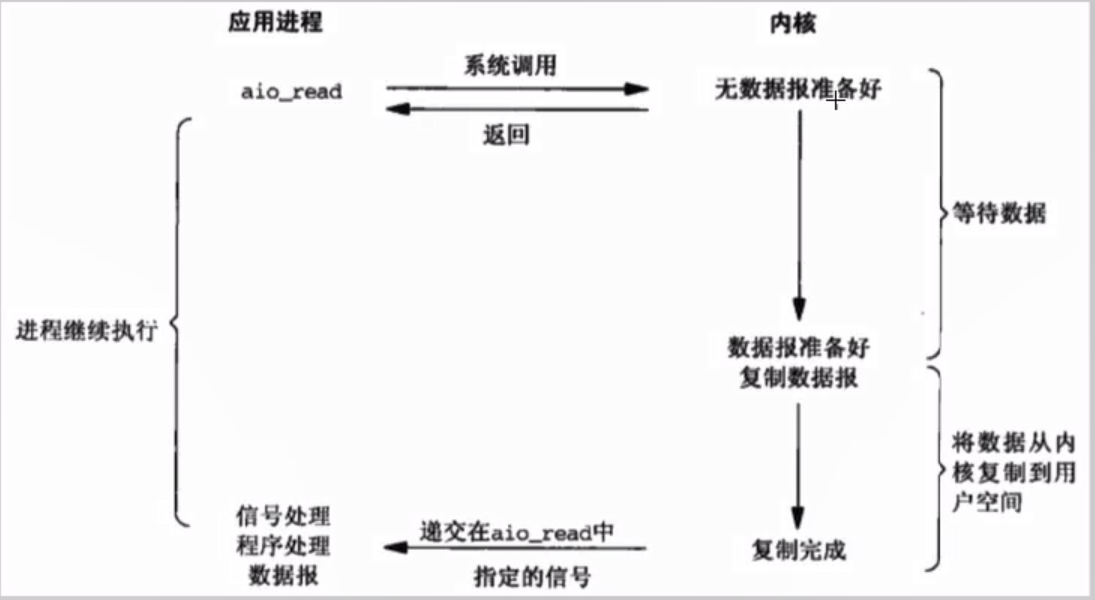 应用进程
内核
系统调用
aio_read
无数据报准备好
返回
等待数据
进程继续执行
数据报准备好
复制数据报
将数据从内
核复制到用
户空间
信号处理
程序处理
数据报
递交在aio_read中
指定的信号
复制完成